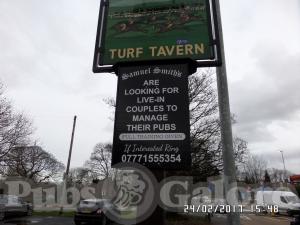 TURF TAVERN
Samuel Smith's
ARE
LOOKING FOR
LIVE-IN
COUPLES TO
MANAGE
THEIR PUBS
FULL TRAINING GIVEN
If Interested Ring
07771555354
Pubs Galore
24/02/2017 15:48